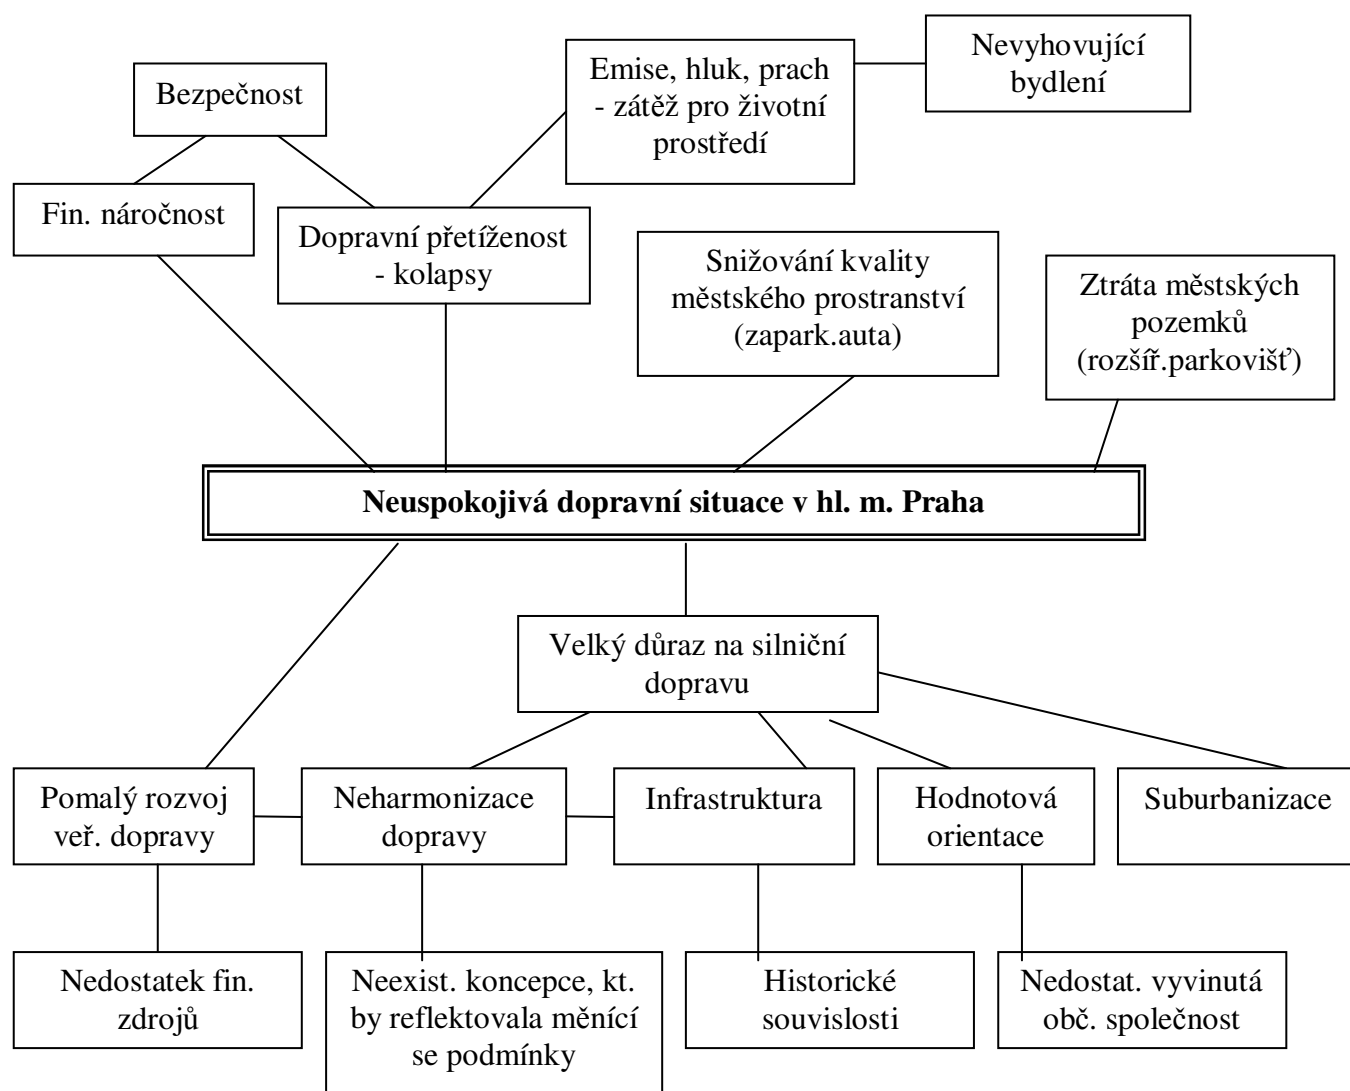 Nevyhovující
bydlení
Emise, hluk, prach
- zátěž pro životní
prostředí
Bezpečnost
Fin. náročnost
Dopravní přetíženost
- kolapsy
Snižování kvality
městského prostranství
(zapark.auta)
Ztráta městských
pozemků
(rozšíř.parkovišť)
Neuspokojivá dopravní situace v hl. m. Praha
Velký důraz na silniční
dopravu
Pomalý rozvoj
veř. dopravy
Neharmonizace
dopravy
Infrastruktura
Hodnotová
orientace
Suburbanizace
Nedostatek fin.
zdrojů
Neexist. koncepce, kt.
by reflektovala měnící
se podmínky
Historické
souvislosti
Nedostat. vyvinutá
obč. společnost